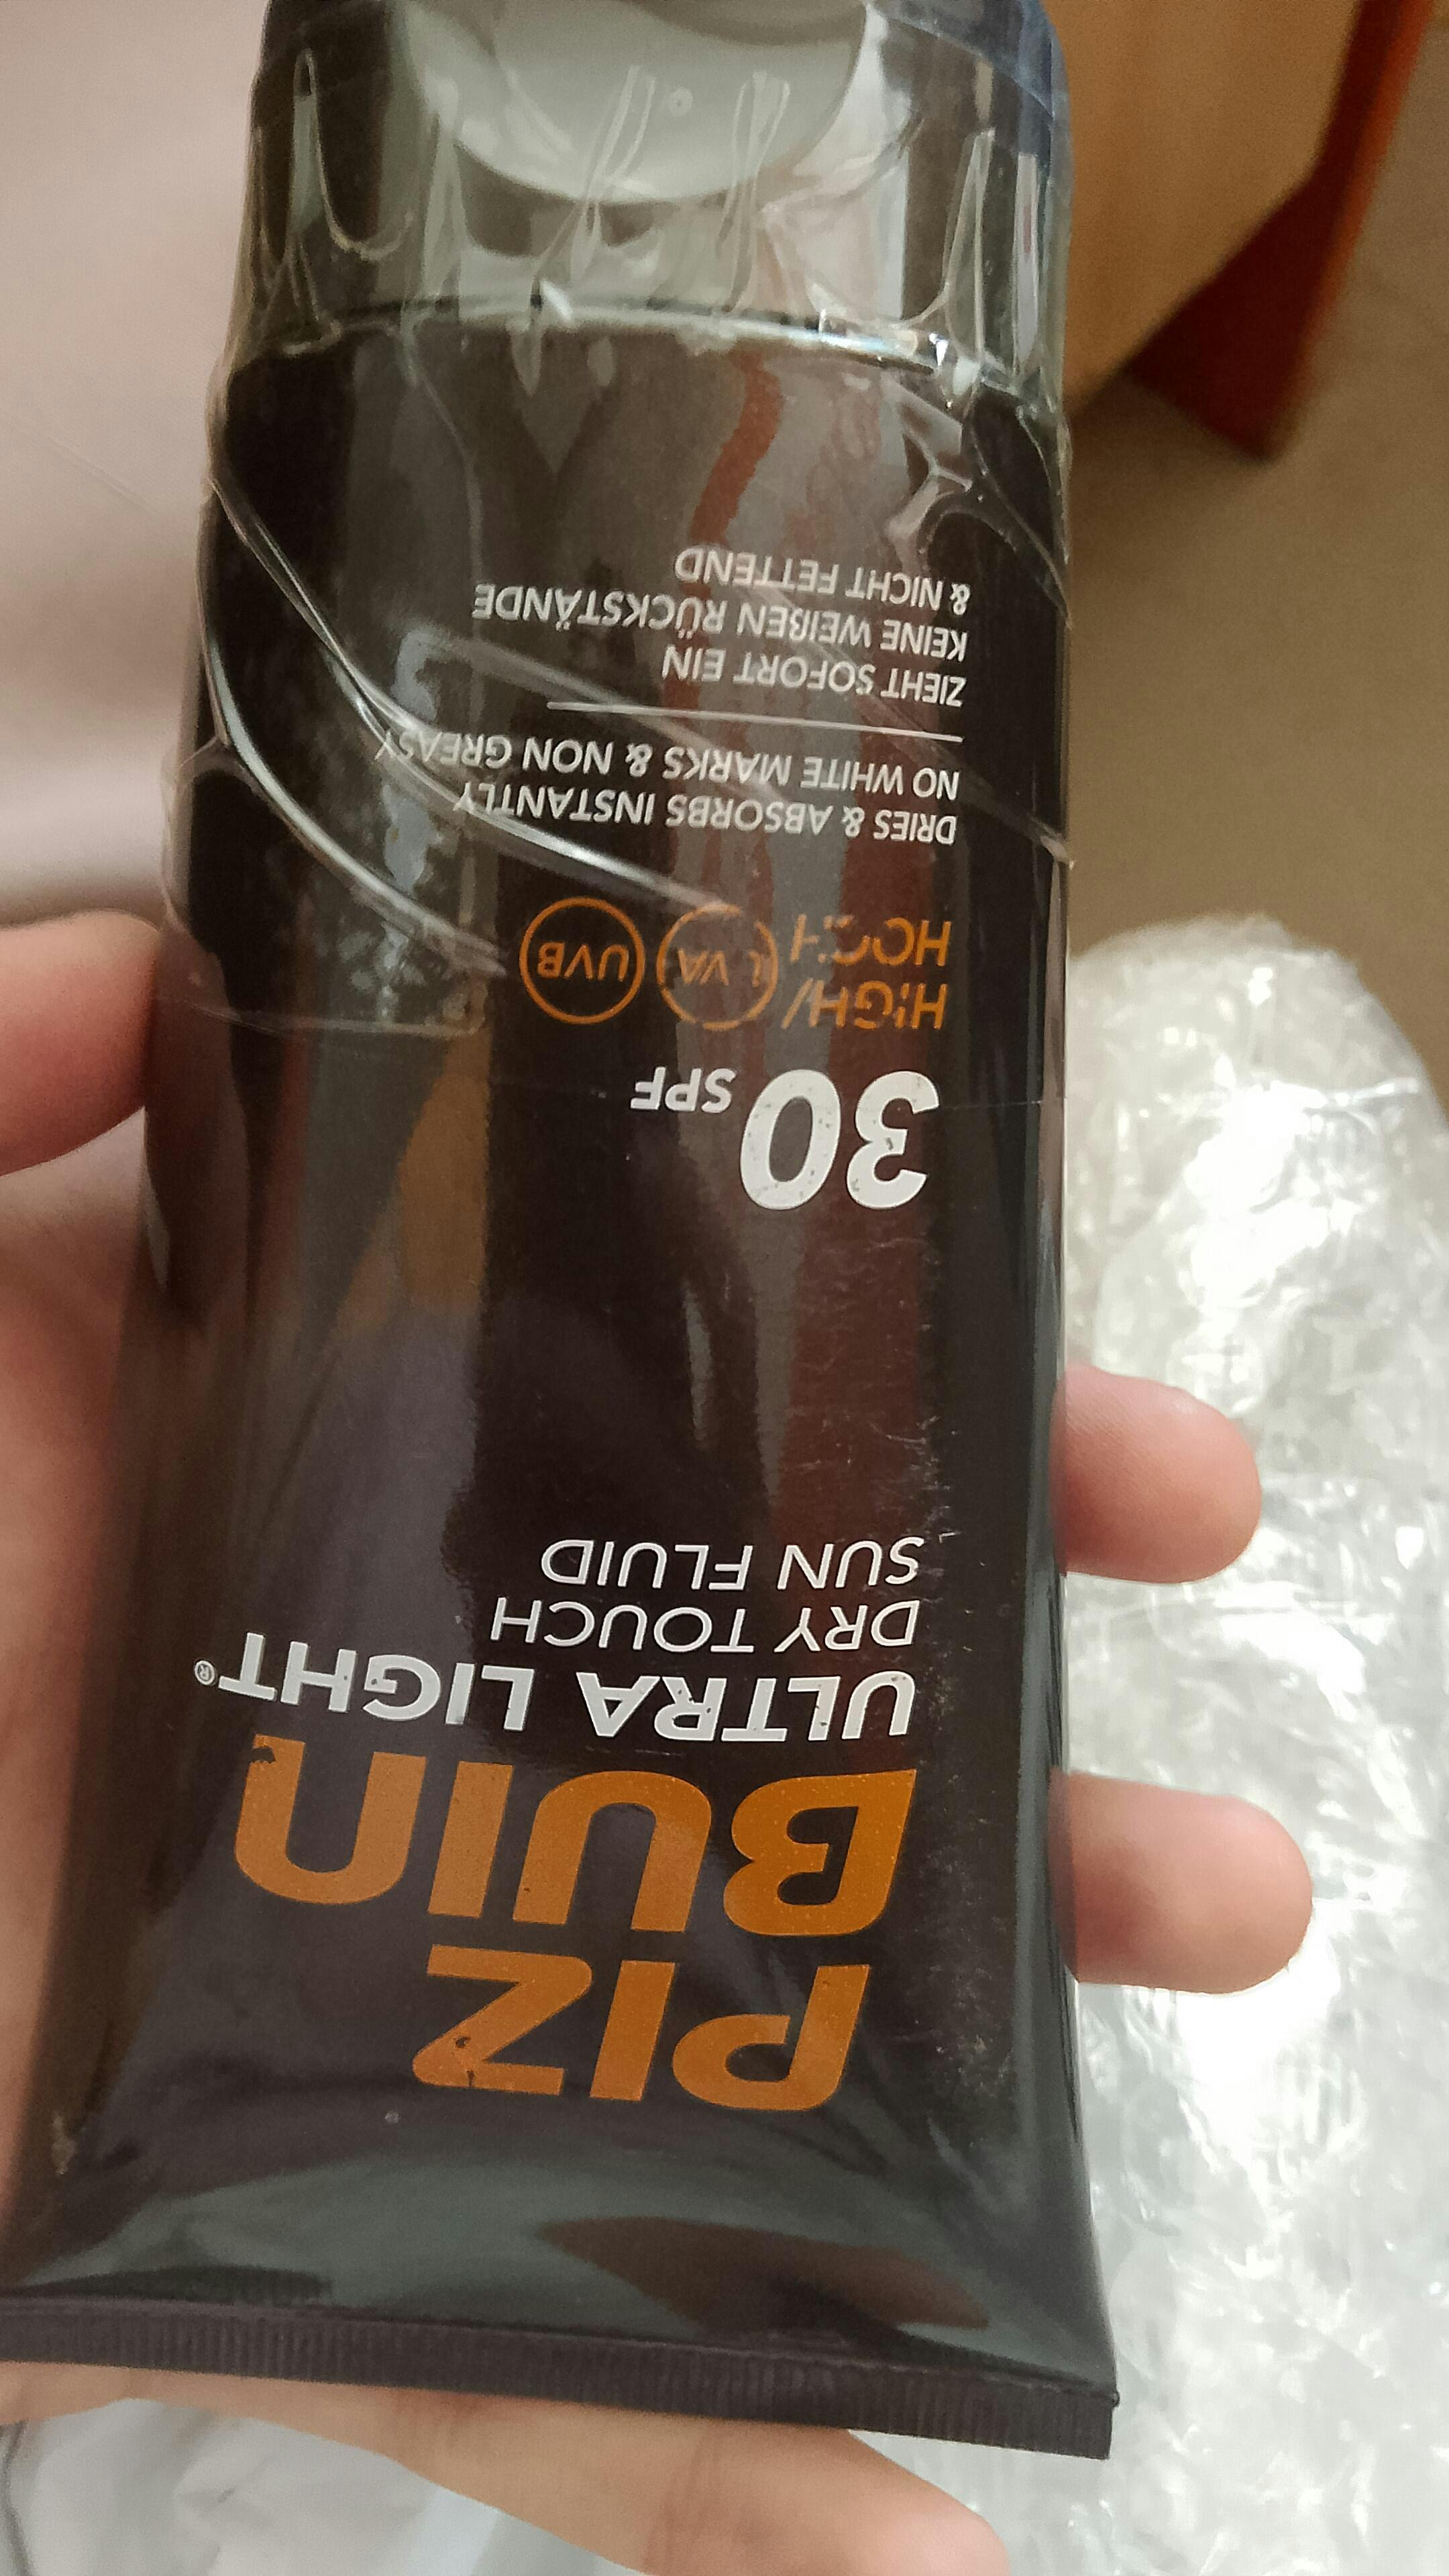 PIZ
BUIN
ULTRA LIGHT®
DRY TOUCH
SUN FLUID
30 SPF
HIGH/
HOCH
UVA
UVB
DRIES & ABSORBS INSTANTLY
NO WHITE MARKS & NON GREASY
ZIEHT SOFORT EIN
KEINE WEIßEN RÜCKSTÄNDE
& NICHT FETTEND